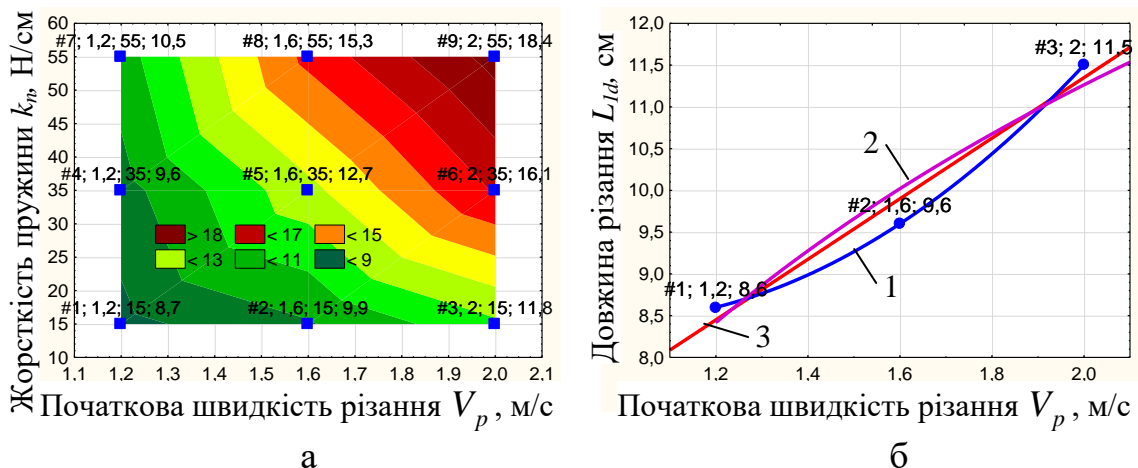 Жорсткість пружини kп, Н/см
60
55
50
45
40
35
30
25
20
15
10
#7; 1,2; 55; 10,5
#8; 1,6; 55; 15,3
#9; 2; 55; 18,4
#4; 1,2; 35; 9,6
#5; 1,6; 35; 12,7
#6; 2; 35; 16,1
> 18
< 17
< 15
< 13
< 11
< 9
#1; 1,2; 15; 8,7
#2; 1,6; 15; 9,9
#3; 2; 15; 11,8
1,1 1,2 1,3 1,4 1,5 1,6 1,7 1,8 1,9 2,0 2,1
Початкова швидкість різання Vр , м/с
а
Довжина різання L1d, см
12,0
11,5
11,0
10,5
10,0
9,5
9,0
8,5
8,0
#3; 2; 11,5
2
#2; 1,6; 9,6
#1; 1,2; 8,6
1
3
1,2 1,4 1,6 1,8 2,0
Початкова швидкість різання Vр , м/с
б